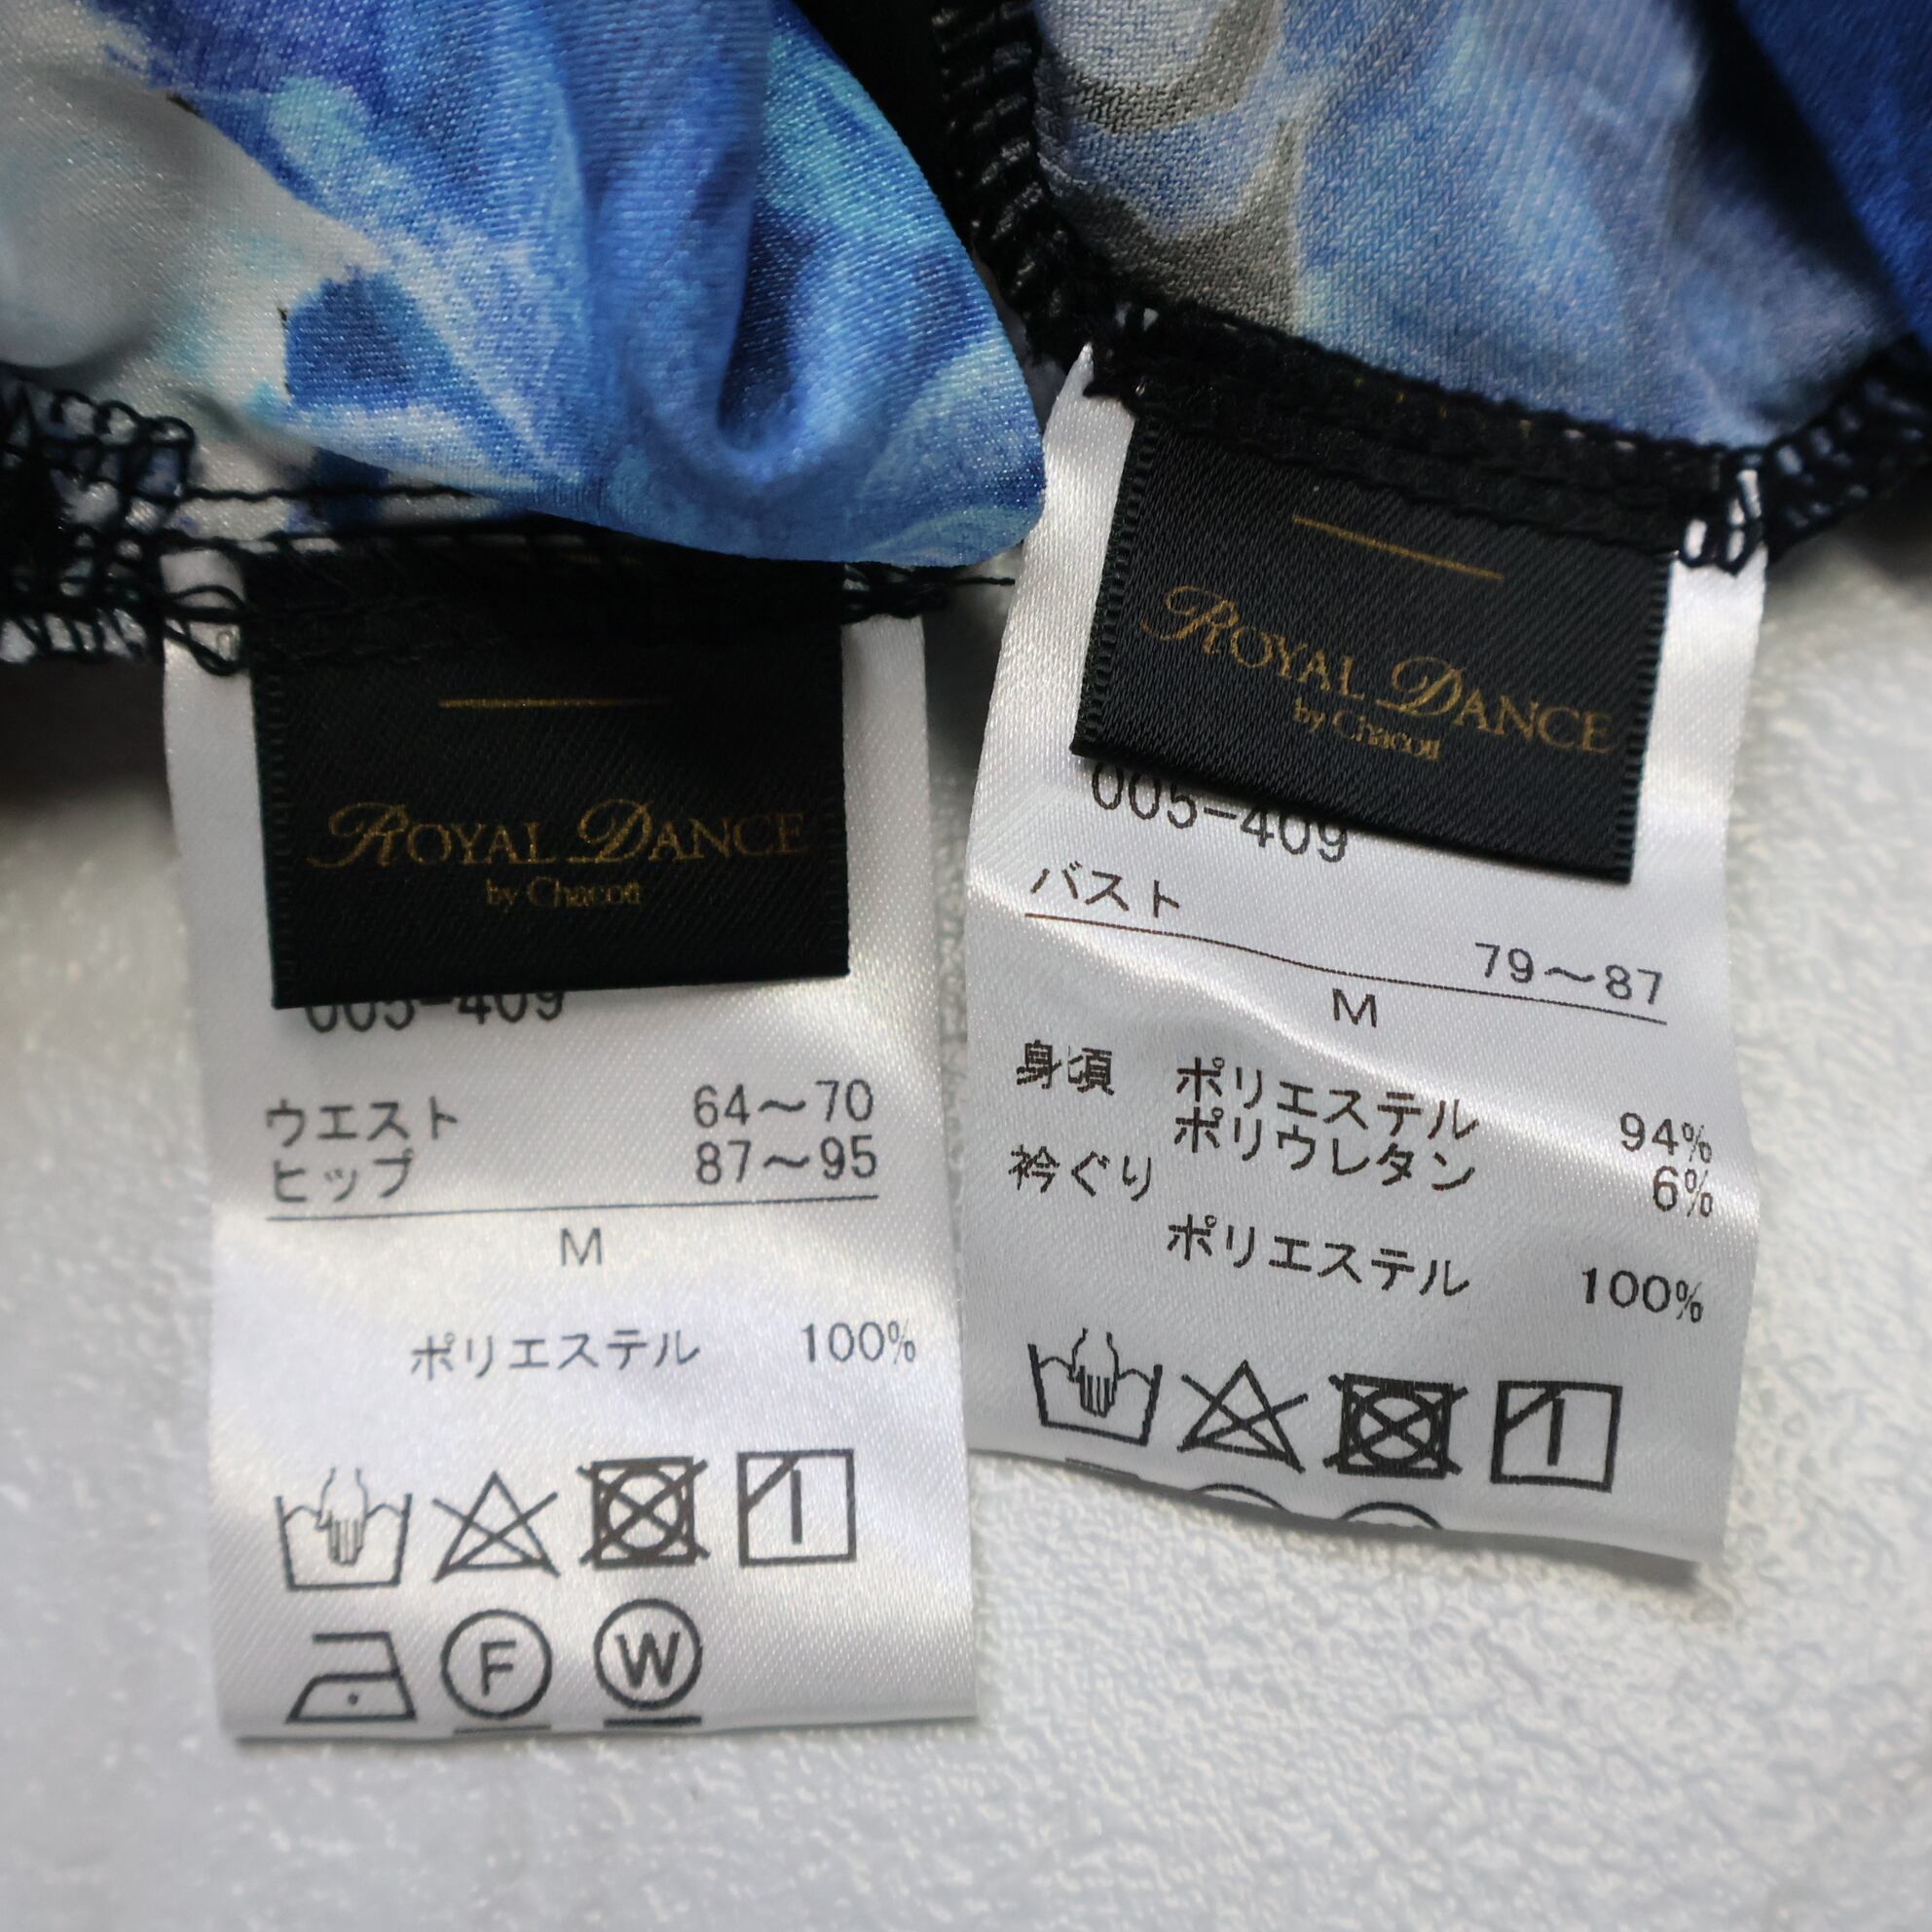 ROYAL DANCE
by Chacott
005-409
ウエスト 64～70
ヒップ 87～95
M
ポリエステル 100%
F W
ROYAL DANCE
by Chacott
005-409
バスト
79～87
M
身頃 ポリエステル 94%
ポリウレタン 6%
衿ぐり
ポリエステル 100%